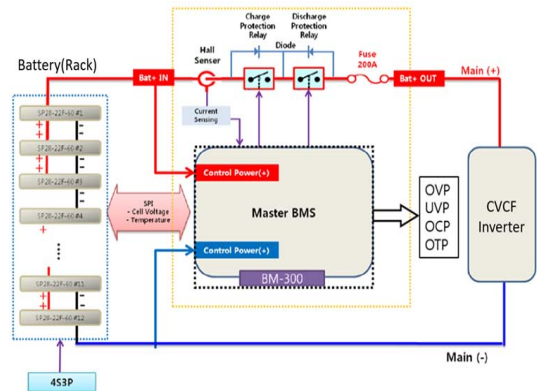 Charge
Protection
Relay
Discharge
Protection
Relay
Hall
Senser
Diode
Fuse
200A
Battery(Rack)
Bat+ IN
Bat+ OUT
Main (+)
SP28-22F-60 #1
SP28-22F-60 #2
SP28-22F-60 #3
SP28-22F-60 #4
SP28-22F-60 #11
SP28-22F-60 #12
Current
Sensing
Control Power(+)
SPI
- Cell Voltage
- Temperature
Master BMS
Control Power(+)
BM-300
OVP
UVP
OCP
OTP
CVCF
Inverter
Main (-)
4S3P